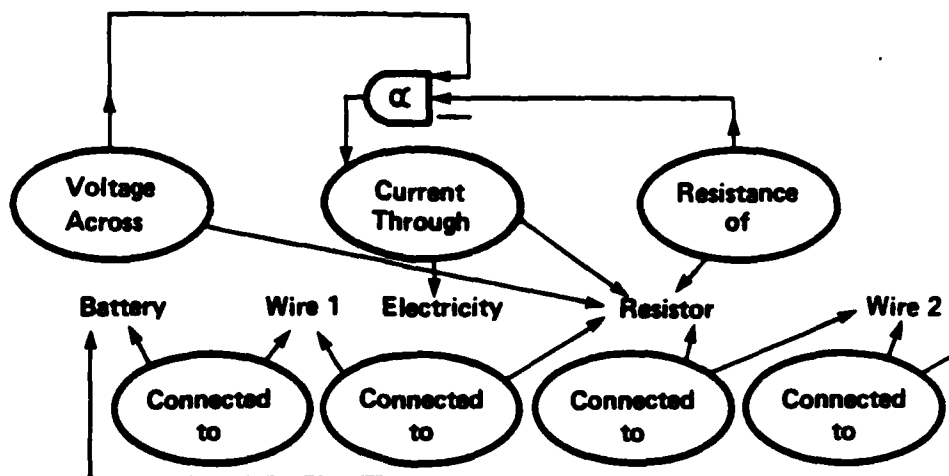 α
Voltage
Across
Current
Through
Resistance
of
Battery
Wire 1
Electricity
Resistor
Wire 2
Connected
to
Connected
to
Connected
to
Connected
to